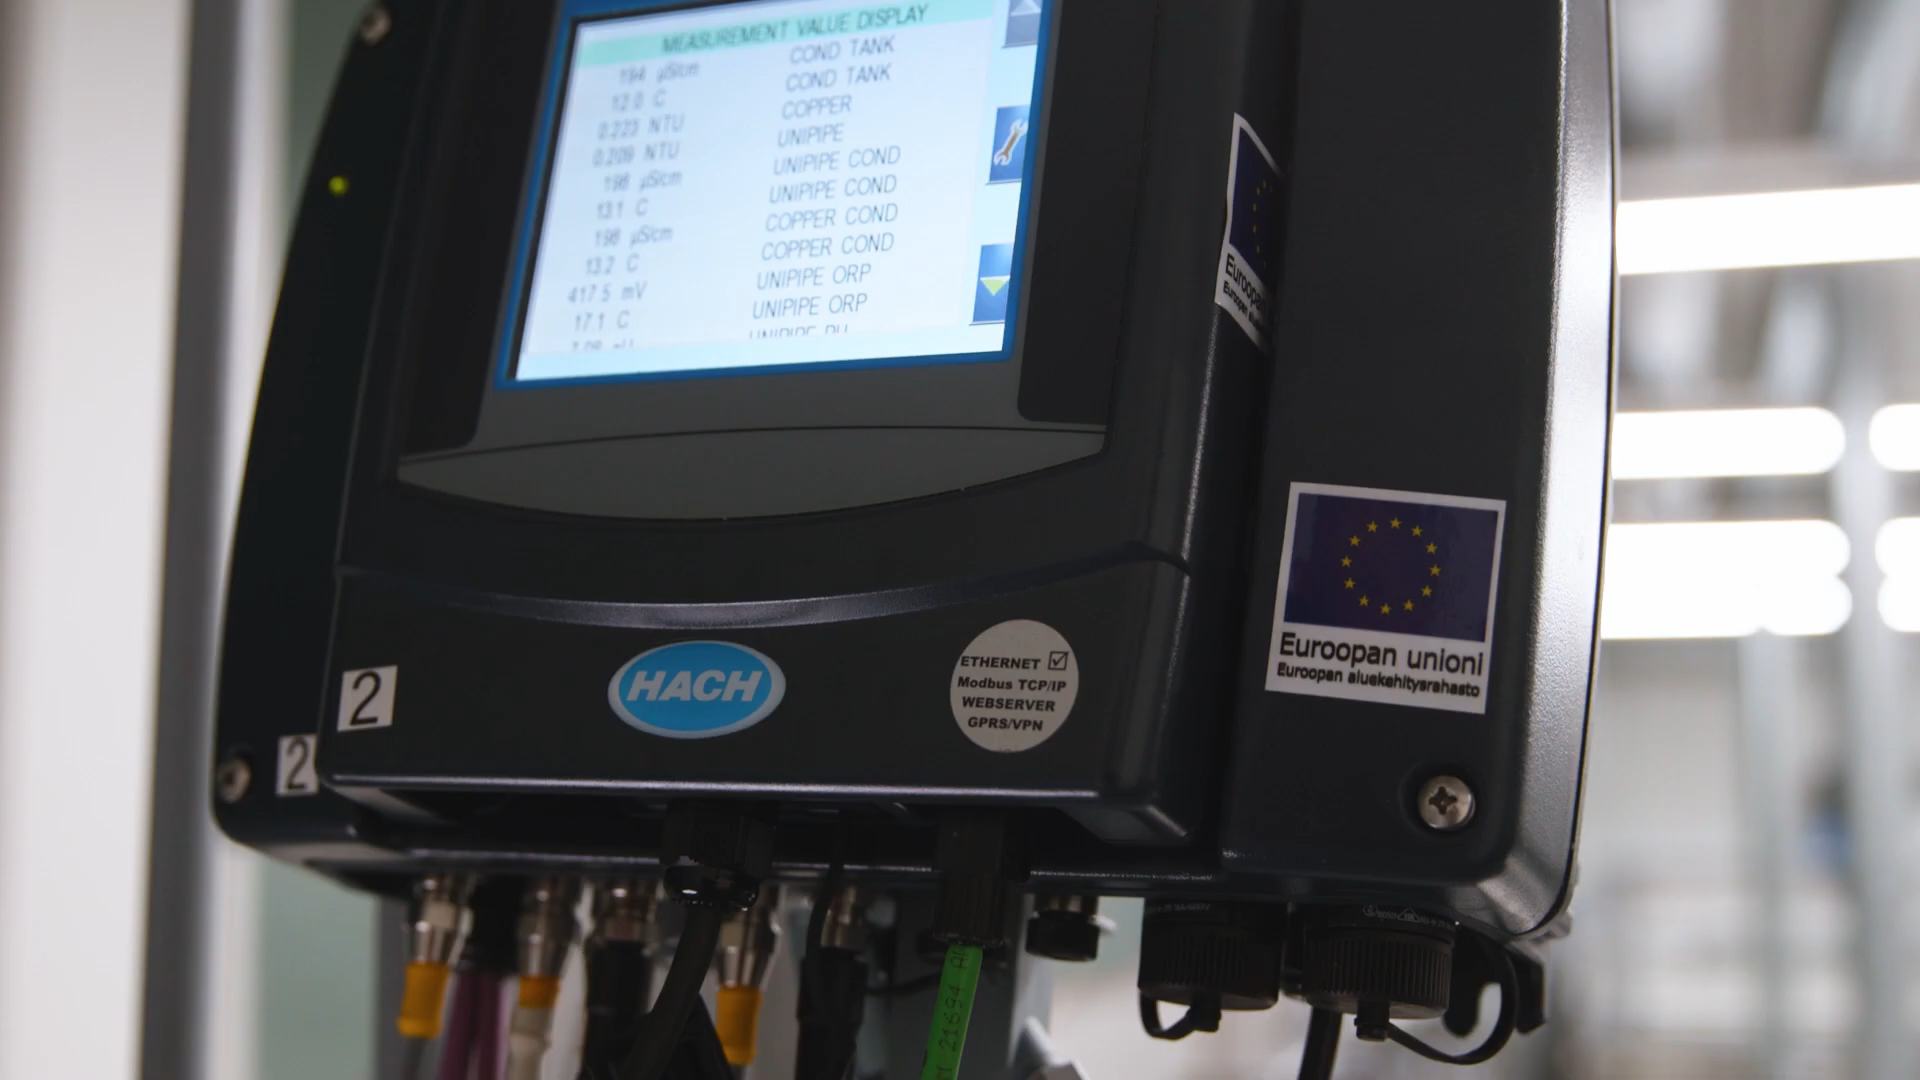 MEASUREMENT VALUE DISPLAY
194 µS/cm COND TANK
12.0 C COND TANK
0.223 NTU COPPER
0.209 NTU UNIPIPE
198 µS/cm UNIPIPE COND
13.1 C UNIPIPE COND
198 µS/cm COPPER COND
13.2 C COPPER COND
417.5 mV UNIPIPE ORP
17.1 C UNIPIPE ORP
UNIPIPE
Euroopan unioni
Euroopan aluekehitysrahasto
HACH
ETHERNET ☑
Modbus TCP/IP
WEBSERVER
GPRS/VPN
2
2
21694